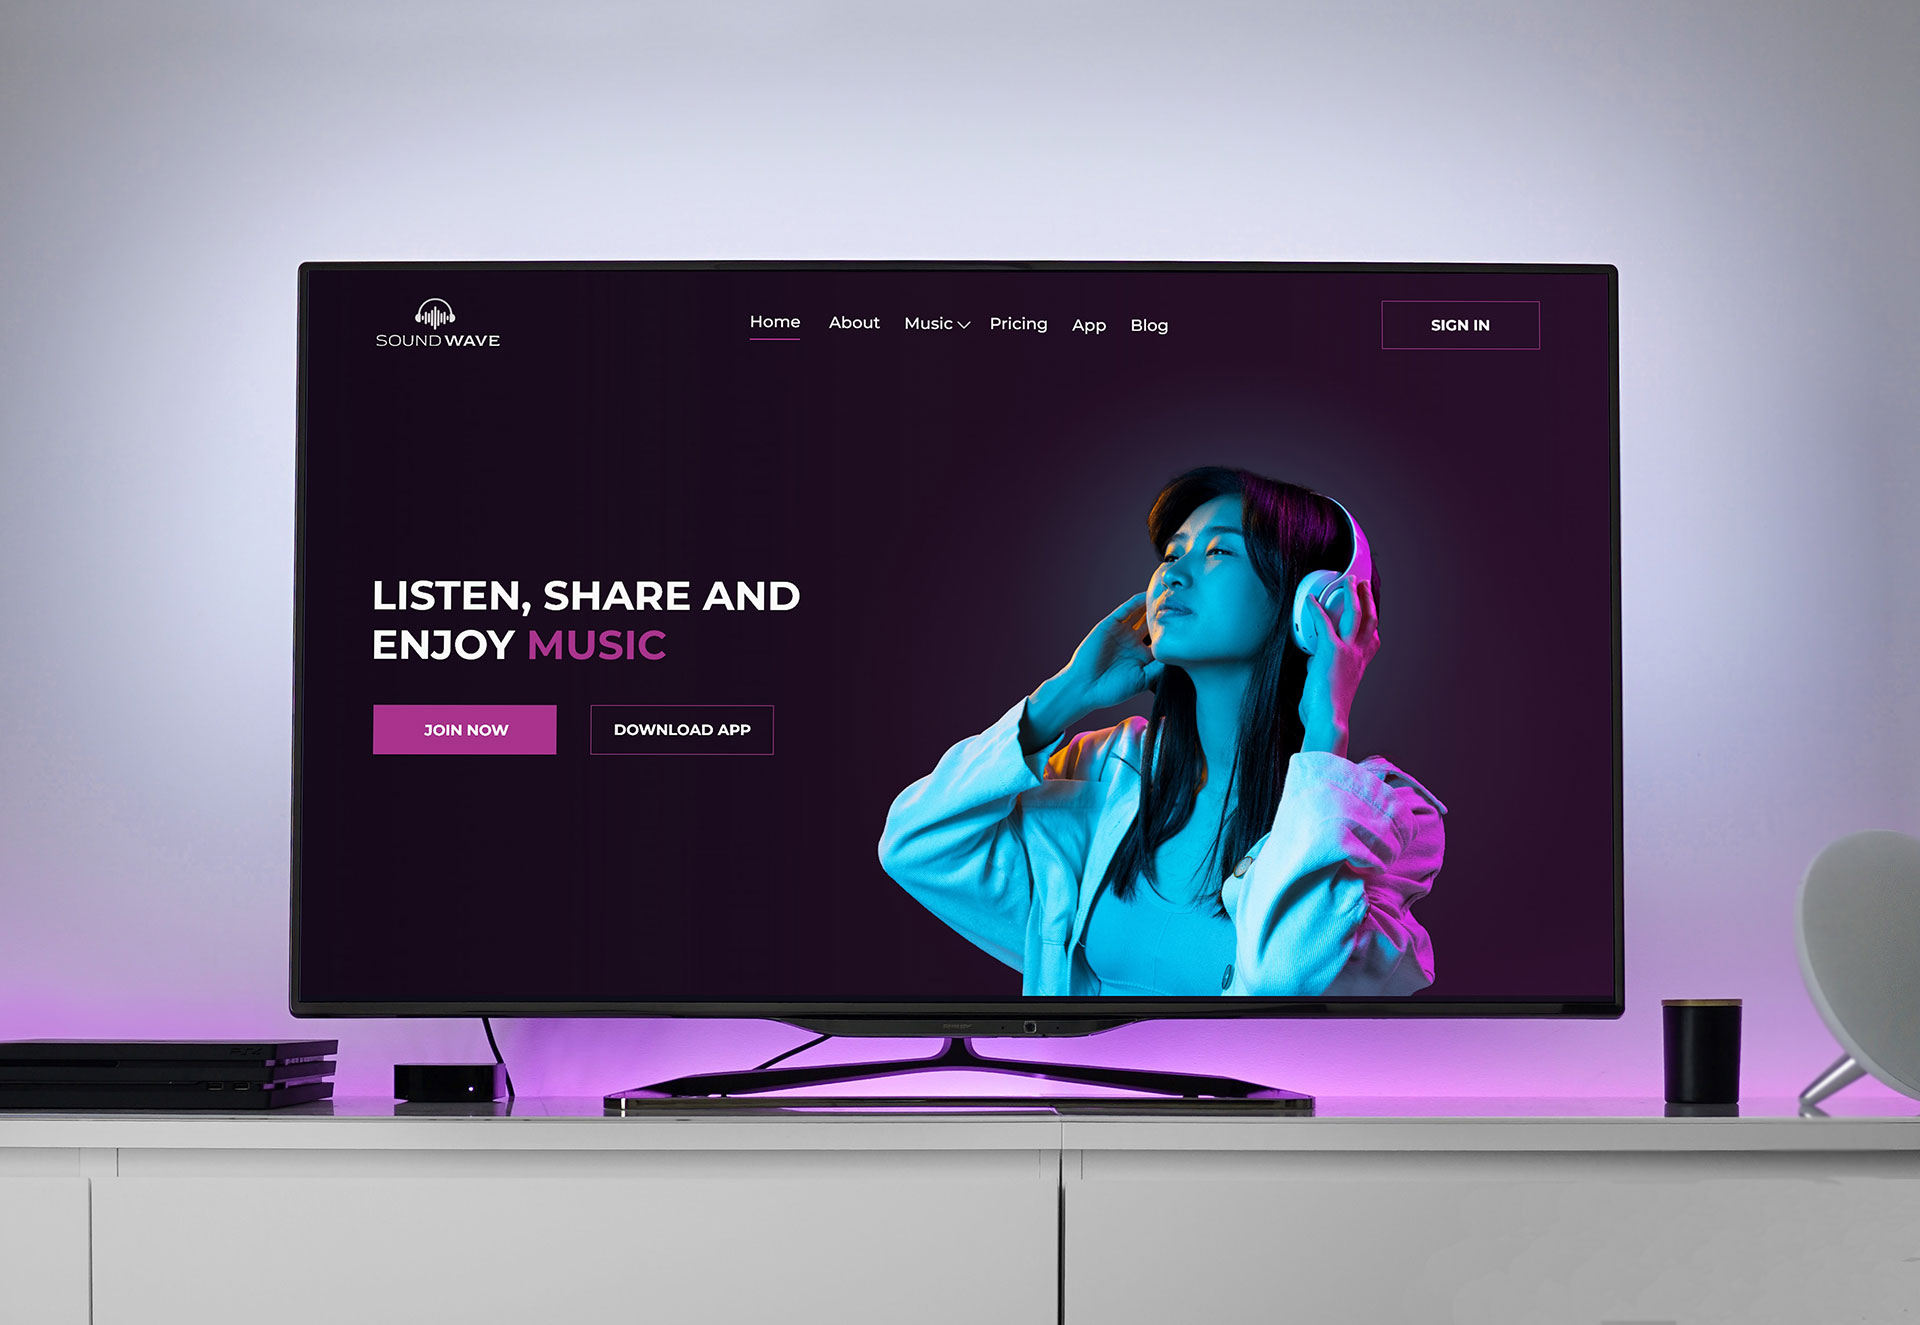 SOUND WAVE
Home About Music Pricing App Blog
SIGN IN
LISTEN, SHARE AND
ENJOY MUSIC
JOIN NOW
DOWNLOAD APP
PS4